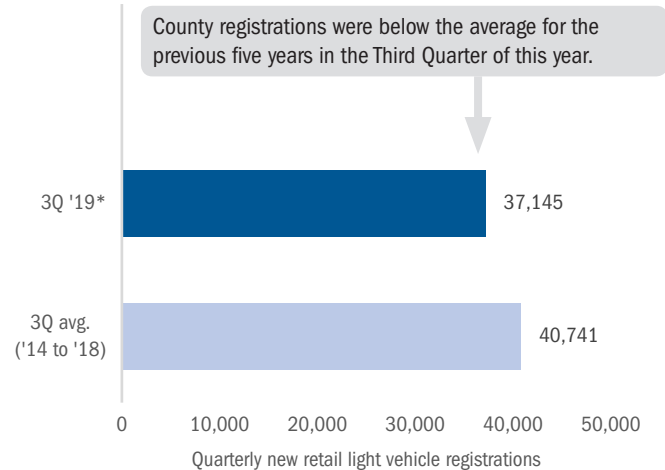 County registrations were below the average for the
previous five years in the Third Quarter of this year.
3Q '19*
37,145
3Q avg.
('14 to '18)
40,741
0
10,000
20,000
30,000
40,000
50,000
Quarterly new retail light vehicle registrations